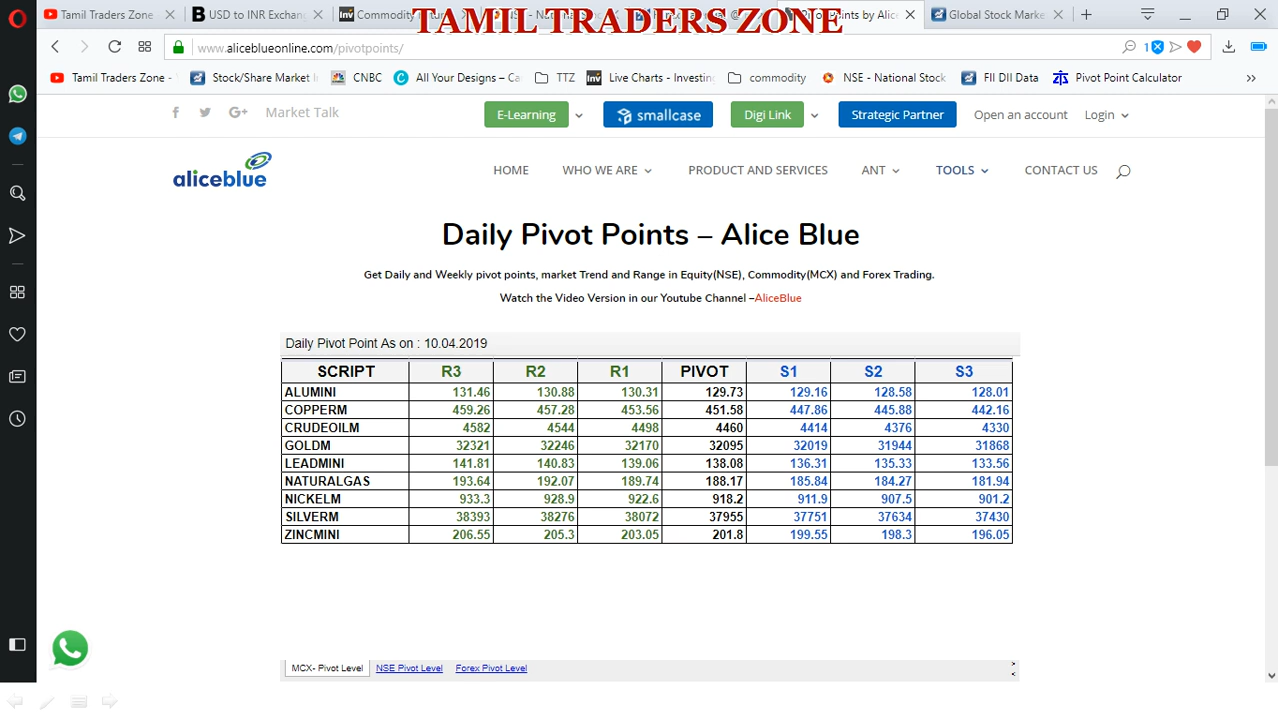 TAMIL TRADERS ZONE
Tamil Traders Zone
USD to INR Exchan
Pivot Points by Alice
Global Stock Marke
www.aliceblueonline.com/pivotpoints/
1
Tamil Traders Zone -
Stock/Share Market I
CNBC
All Your Designs – Ca
TTZ
Live Charts - Investin
commodity
NSE - National Stock
FII DII Data
Pivot Point Calculator
Market Talk
E-Learning
smallcase
Digi Link
Strategic Partner
Open an account
Login
aliceblue
HOME
WHO WE ARE
PRODUCT AND SERVICES
ANT
TOOLS
CONTACT US
Daily Pivot Points – Alice Blue
Get Daily and Weekly pivot points, market Trend and Range in Equity(NSE), Commodity(MCX) and Forex Trading.
Watch the Video Version in our Youtube Channel –AliceBlue
Daily Pivot Point As on : 10.04.2019
SCRIPT R3 R2 R1 PIVOT S1 S2 S3
ALUMINI 131.46 130.88 130.31 129.73 129.16 128.58 128.01
COPPERM 459.26 457.28 453.56 451.58 447.86 445.88 442.16
CRUDEOILM 4582 4544 4498 4460 4414 4376 4330
GOLDM 32321 32246 32170 32095 32019 31944 31868
LEADMINI 141.81 140.83 139.06 138.08 136.31 135.33 133.56
NATURALGAS 193.64 192.07 189.74 188.17 185.84 184.27 181.94
NICKELM 933.3 928.9 922.6 918.2 911.9 907.5 901.2
SILVERM 38393 38276 38072 37955 37751 37634 37430
ZINCMINI 206.55 205.3 203.05 201.8 199.55 198.3 196.05
MCX- Pivot Level
NSE Pivot Level
Forex Pivot Level